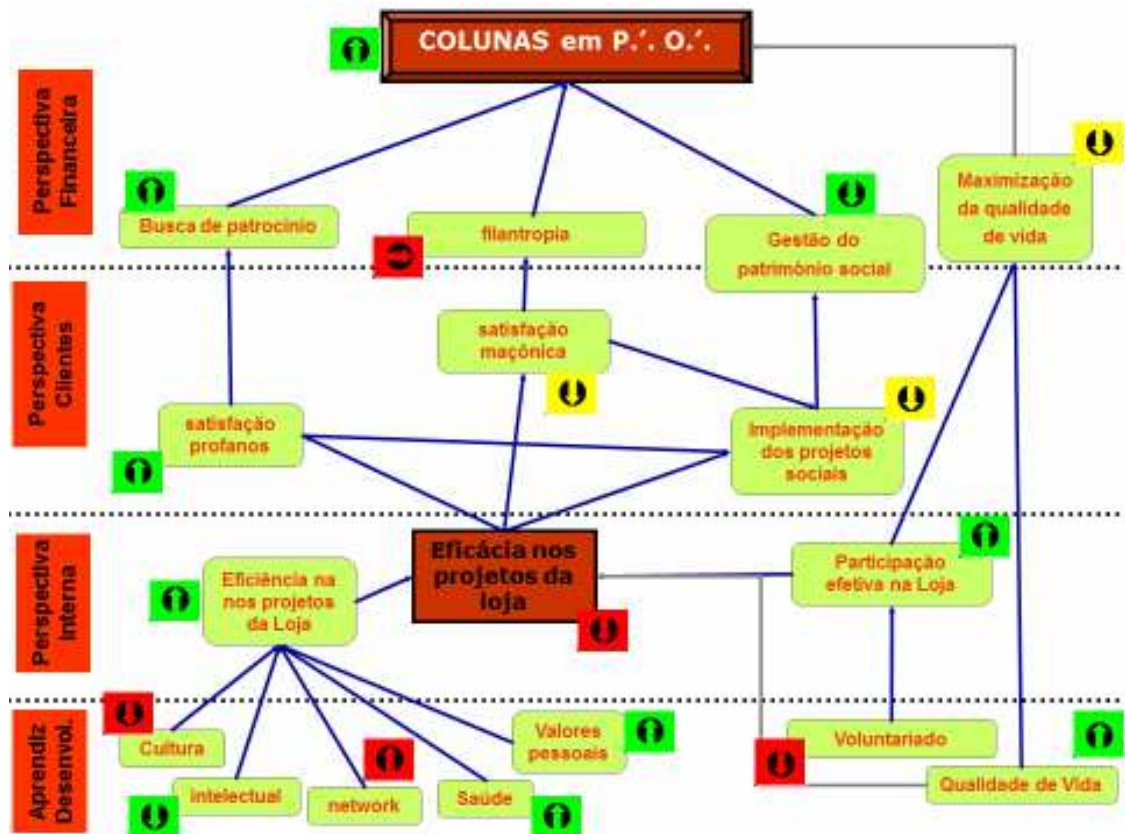 COLUNAS em P.´. O.´.
Perspectiva
Financeira
Busca de patrocínio
filantropia
Gestão do
patrimônio social
Maximização
da qualidade
de vida
Perspectiva
Clientes
satisfação
maçônica
satisfação
profanos
Implementação
dos projetos
sociais
Perspectiva
Interna
Eficiência na
nos projetos
da Loja
Eficácia nos
projetos da
loja
Participação
efetiva na Loja
Aprendiz
Desenvol.
Cultura
intelectual
network
Saúde
Valores
pessoais
Voluntariado
Qualidade de Vida